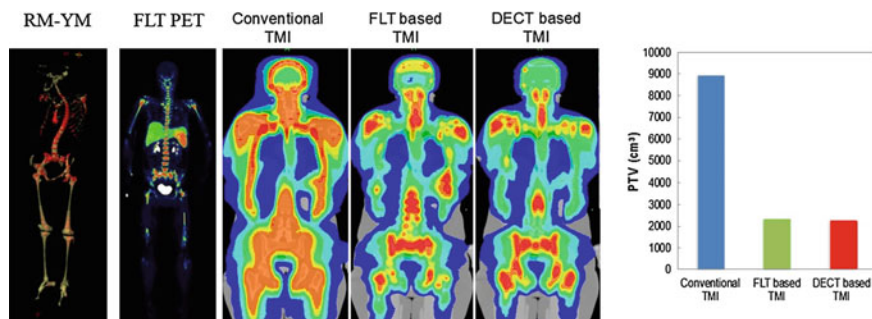 RM-YM
FLT PET
Conventional
TMI
FLT based
TMI
DECT based
TMI
10000
9000
8000
7000
6000
5000
4000
3000
2000
1000
0
PTV (cm³)
Conventional
TMI
FLT based
TMI
DECT based
TMI